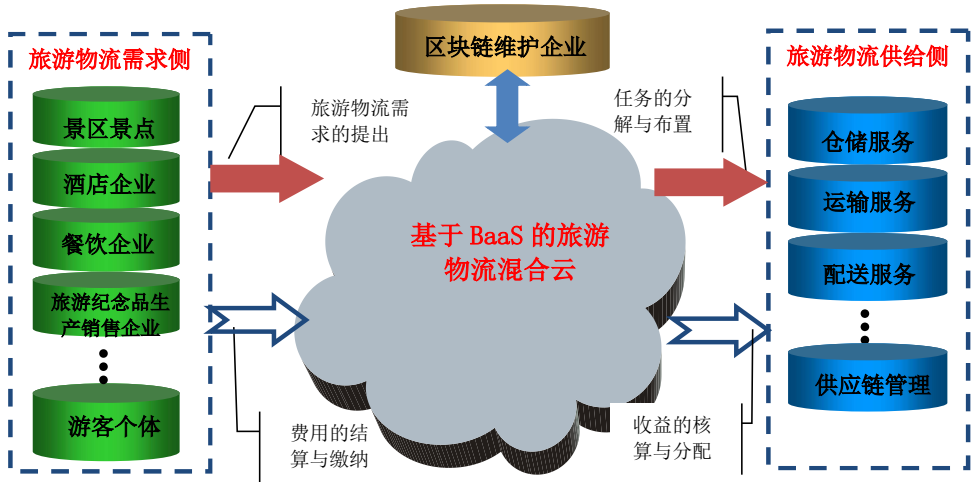 区块链维护企业
旅游物流需求侧
景区景点
酒店企业
餐饮企业
旅游纪念品生
产销售企业
游客个体
旅游物流需
求的提出
费用的结
算与缴纳
基于 BaaS 的旅游
物流混合云
任务的分
解与布置
收益的核
算与分配
旅游物流供给侧
仓储服务
运输服务
配送服务
供应链管理